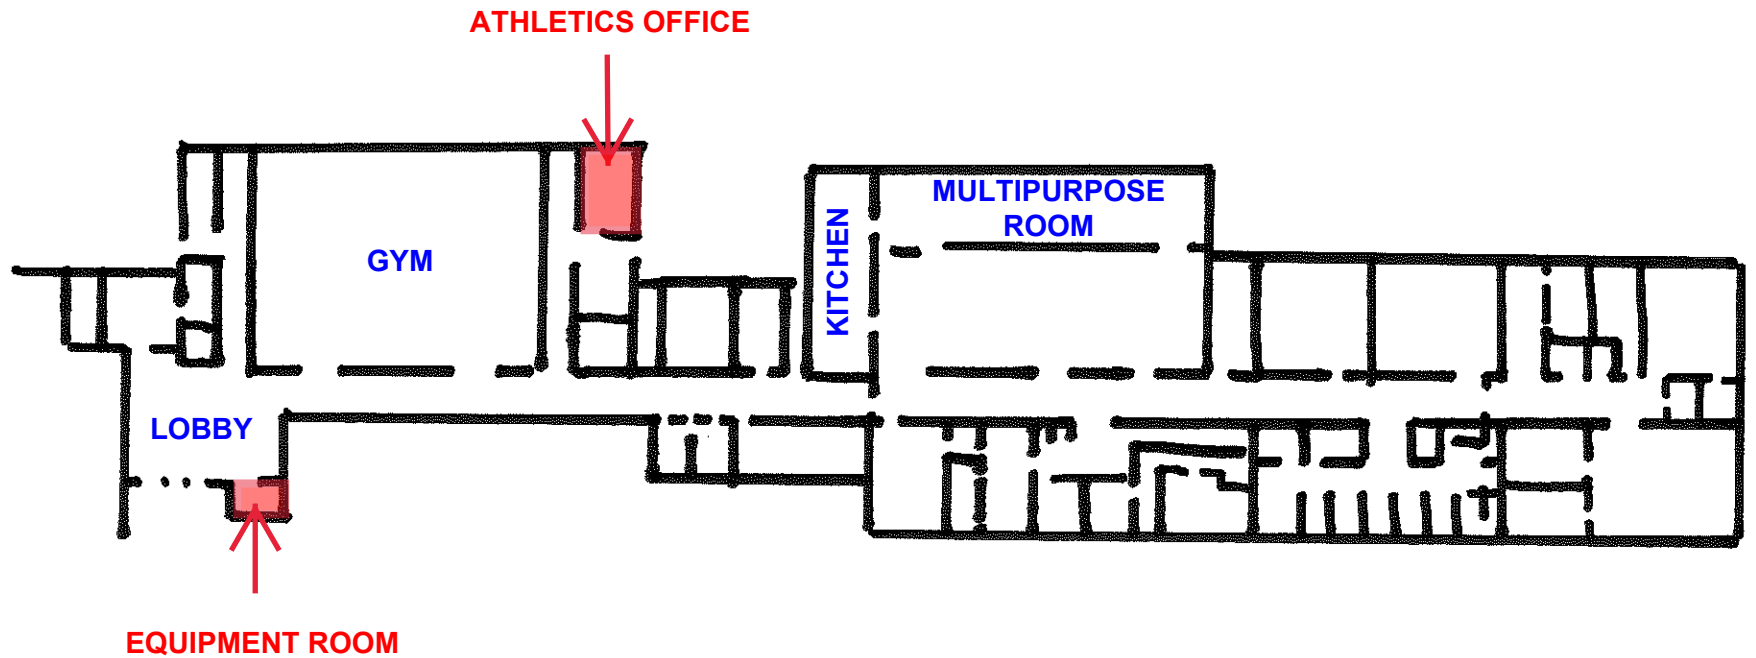 ATHLETICS OFFICE
MULTIPURPOSE
ROOM
KITCHEN
GYM
LOBBY
EQUIPMENT ROOM